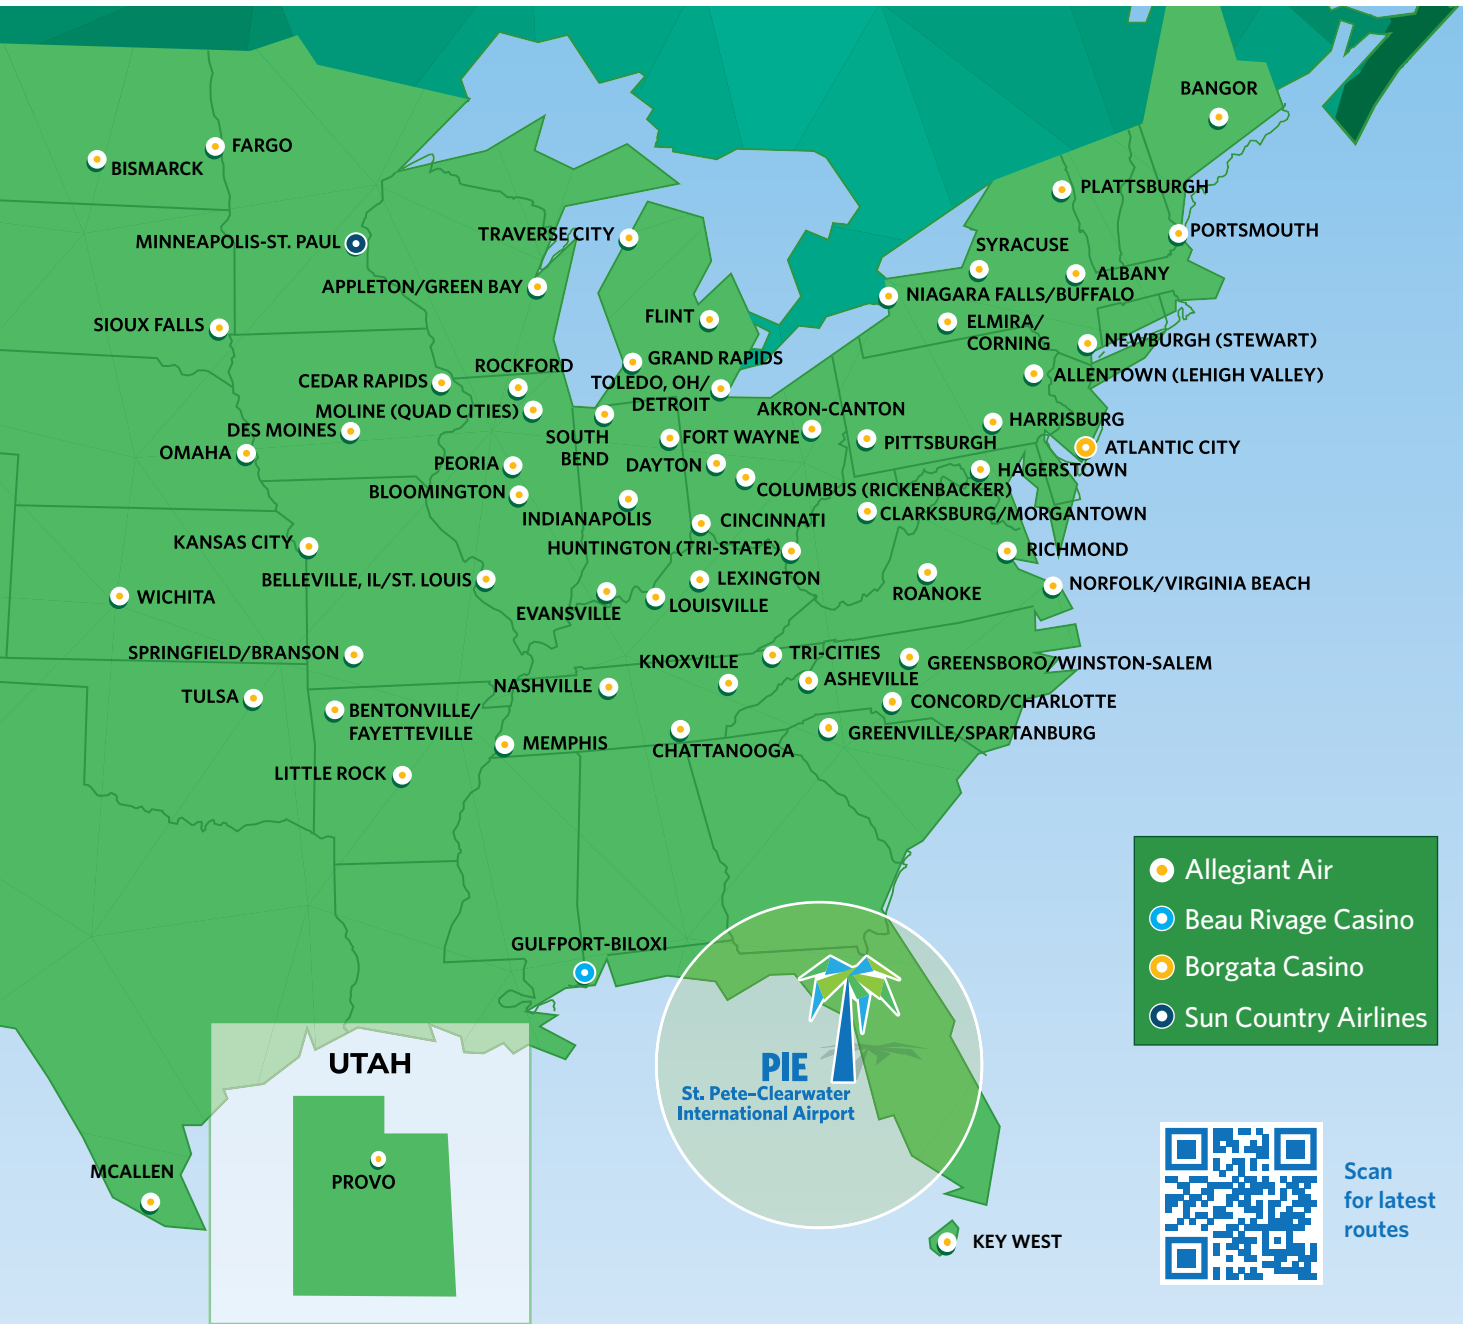 BANGOR
FARGO
BISMARCK
PLATTSBURGH
TRAVERSE CITY
PORTSMOUTH
MINNEAPOLIS-ST. PAUL
SYRACUSE
ALBANY
APPLETON/GREEN BAY
NIAGARA FALLS/BUFFALO
FLINT
SIOUX FALLS
ELMIRA/
CORNING
NEWBURGH (STEWART)
GRAND RAPIDS
ROCKFORD
ALLENTOWN (LEHIGH VALLEY)
CEDAR RAPIDS
TOLEDO, OH/
DETROIT
MOLINE (QUAD CITIES)
AKRON-CANTON
HARRISBURG
DES MOINES
SOUTH
BEND
FORT WAYNE
PITTSBURGH
ATLANTIC CITY
OMAHA
PEORIA
DAYTON
HAGERSTOWN
BLOOMINGTON
COLUMBUS (RICKENBACKER)
INDIANAPOLIS
CINCINNATI
CLARKSBURG/MORGANTOWN
KANSAS CITY
HUNTINGTON (TRI-STATE)
RICHMOND
BELLEVILLE, IL/ST. LOUIS
LEXINGTON
NORFOLK/VIRGINIA BEACH
WICHITA
ROANOKE
EVANSVILLE
LOUISVILLE
SPRINGFIELD/BRANSON
KNOXVILLE
TRI-CITIES
GREENSBORO/WINSTON-SALEM
TULSA
NASHVILLE
ASHEVILLE
BENTONVILLE/
FAYETTEVILLE
CONCORD/CHARLOTTE
MEMPHIS
CHATTANOOGA
GREENVILLE/SPARTANBURG
LITTLE ROCK
Allegiant Air
Beau Rivage Casino
Borgata Casino
Sun Country Airlines
GULFPORT-BILOXI
PIE
St. Pete–Clearwater
International Airport
UTAH
PROVO
MCALLEN
KEY WEST
Scan
for latest
routes